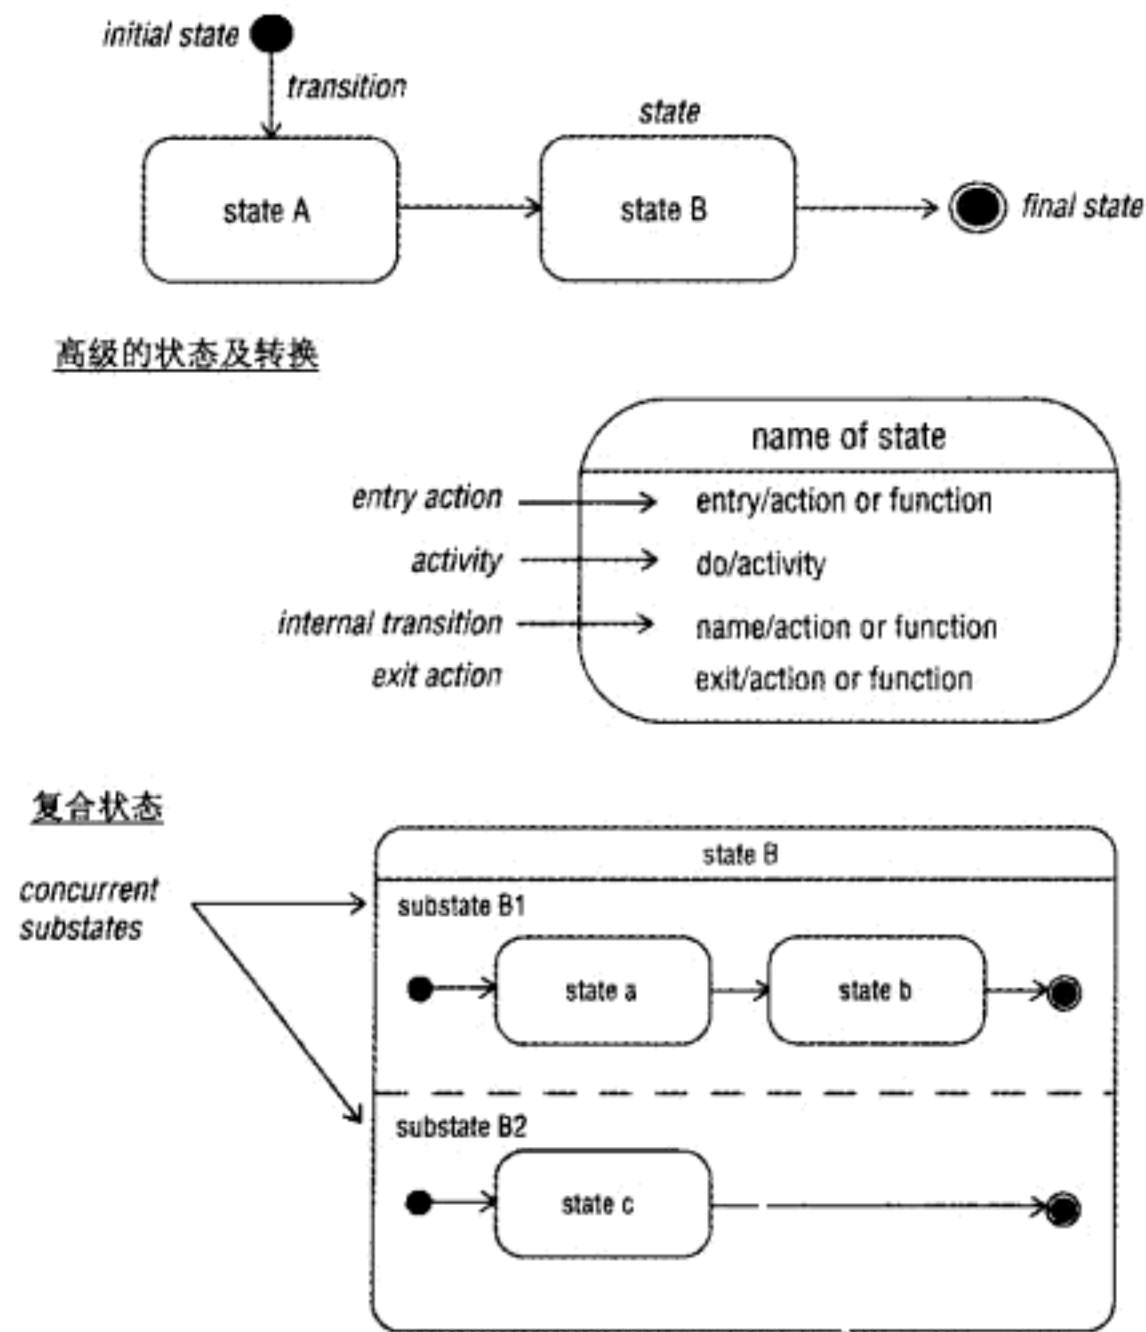 initial state
transition
state
state A
state B
final state
高级的状态及转换
name of state
entry action
entry/action or function
activity
do/activity
internal transition
name/action or function
exit action
exit/action or function
复合状态
state B
concurrent
substates
substate B1
state a
state b
substate B2
state c